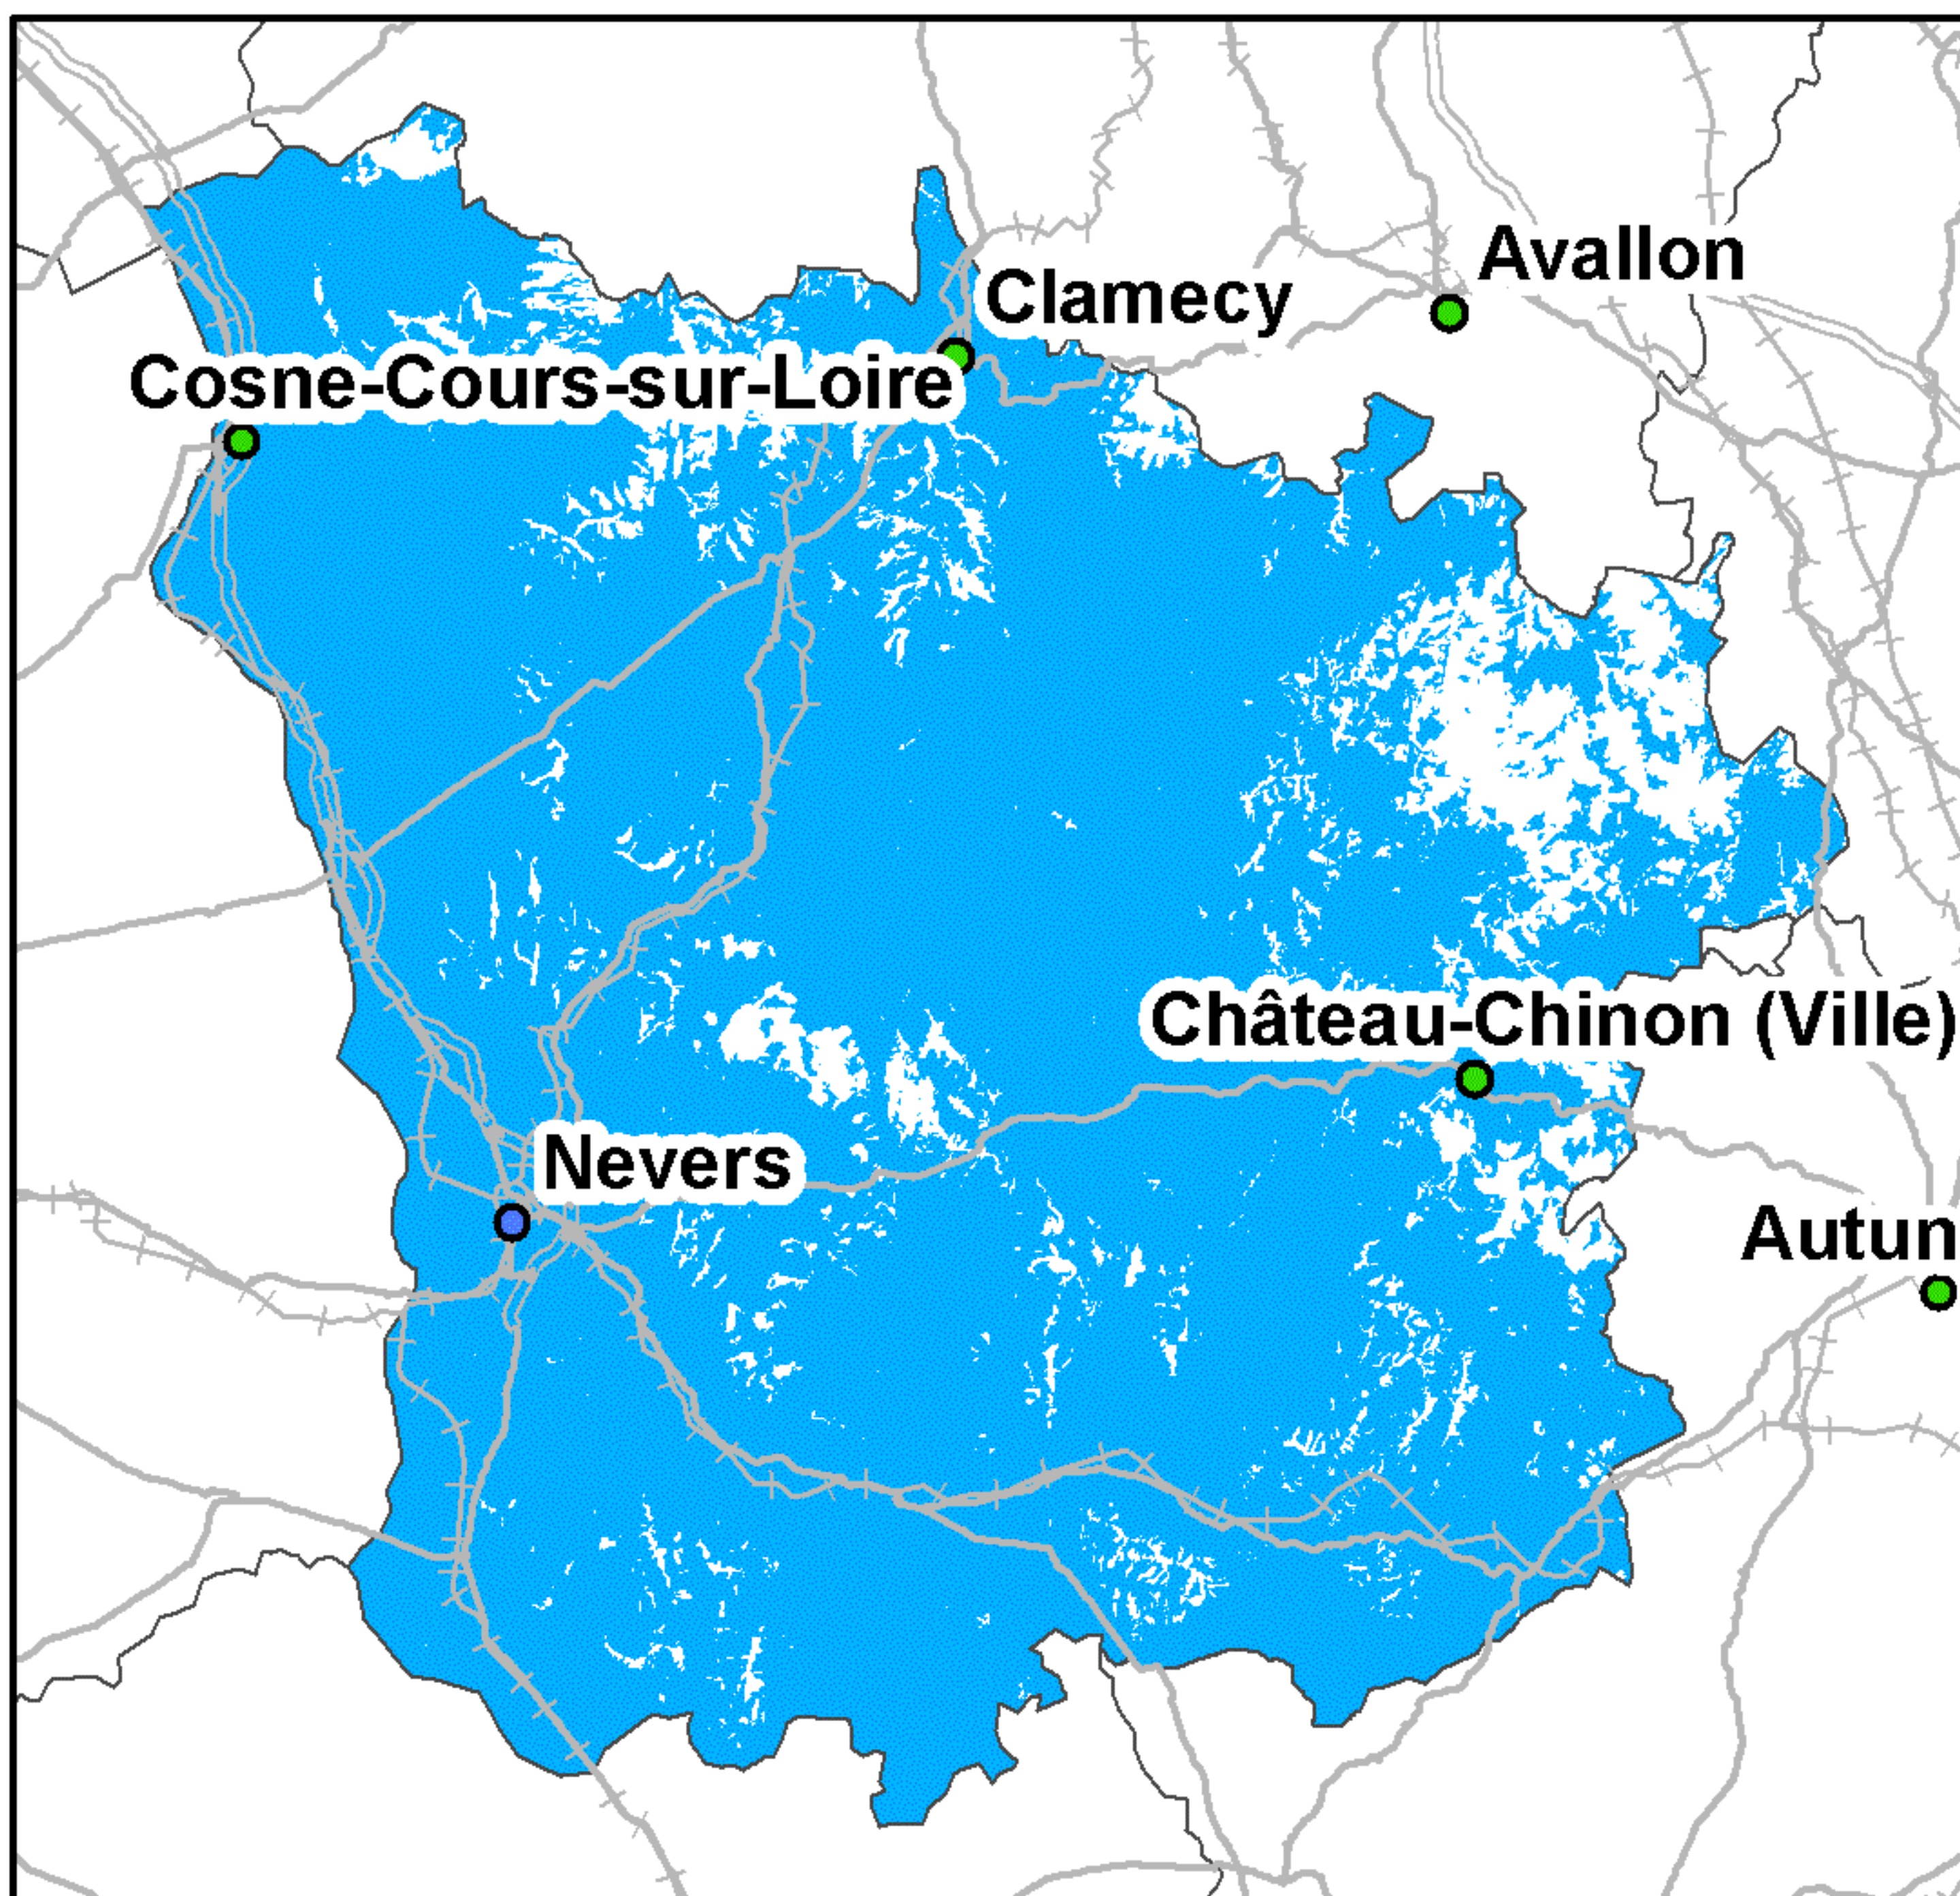 Avallon
Clamecy
Cosne-Cours-sur-Loire
Château-Chinon (Ville)
Nevers
Autun